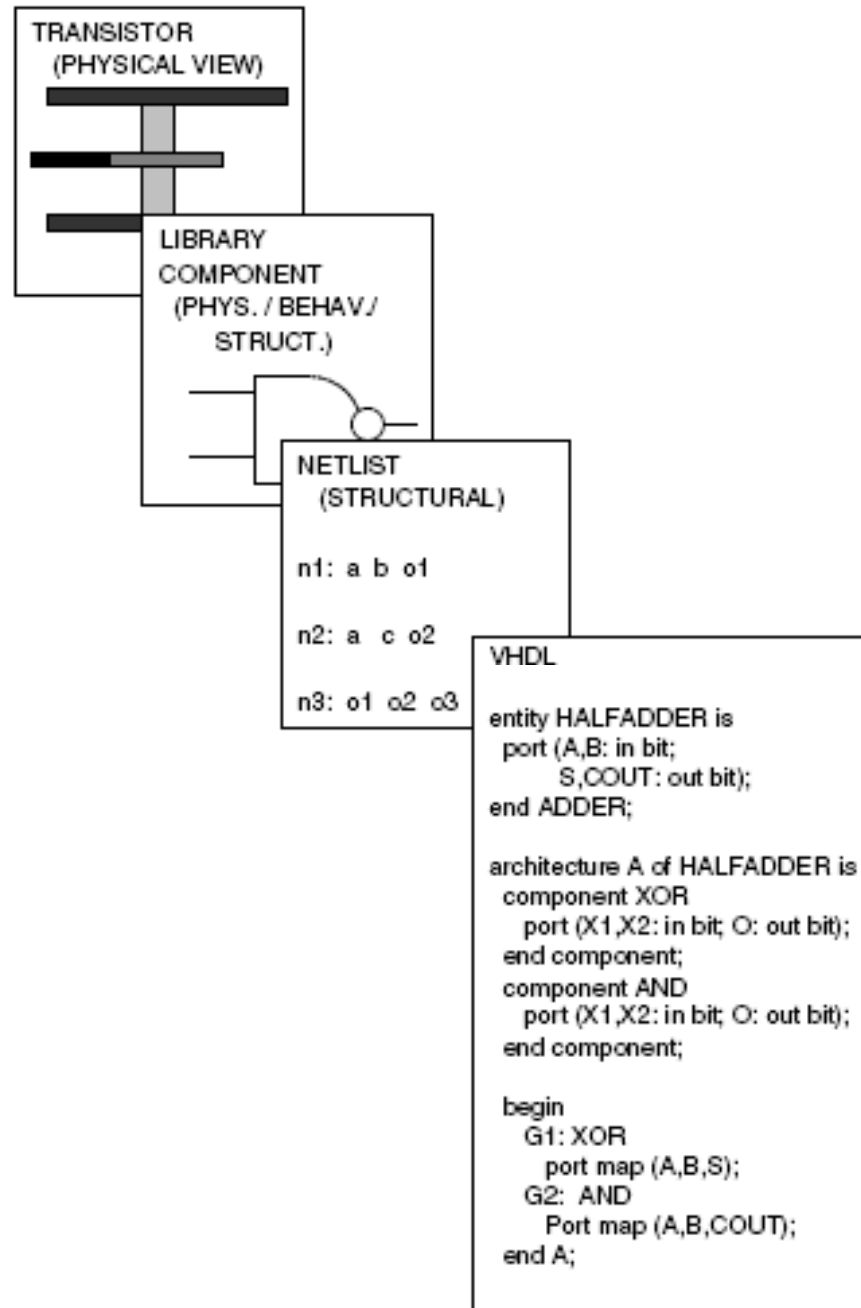 TRANSISTOR
(PHYSICAL VIEW)
LIBRARY
COMPONENT
(PHYS. / BEHAV./
STRUCT.)
NETLIST
(STRUCTURAL)
n1: a b o1
n2: a c o2
n3: o1 o2 o3
VHDL
entity HALFADDER is
port (A,B: in bit;
S,COUT: out bit);
end ADDER;
architecture A of HALFADDER is
component XOR
port (X1,X2: in bit; O: out bit);
end component;
component AND
port (X1,X2: in bit; O: out bit);
end component;
begin
G1: XOR
port map (A,B,S);
G2: AND
Port map (A,B,COUT);
end A;